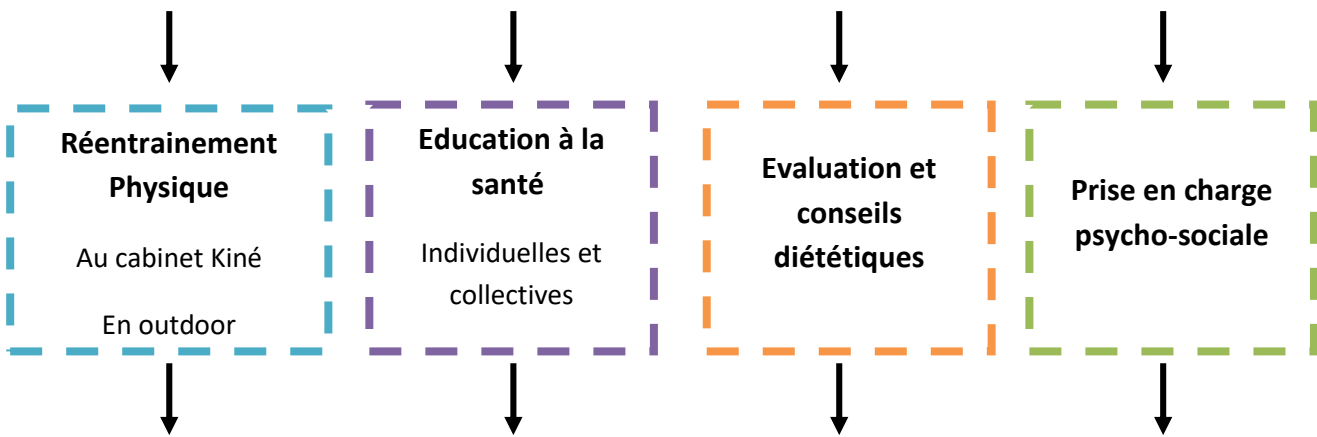 Réentrainement
Physique
Au cabinet Kiné
En outdoor
Education à la
santé
Individuelles et
collectives
Evaluation et
conseils
diététiques
Prise en charge
psycho-sociale